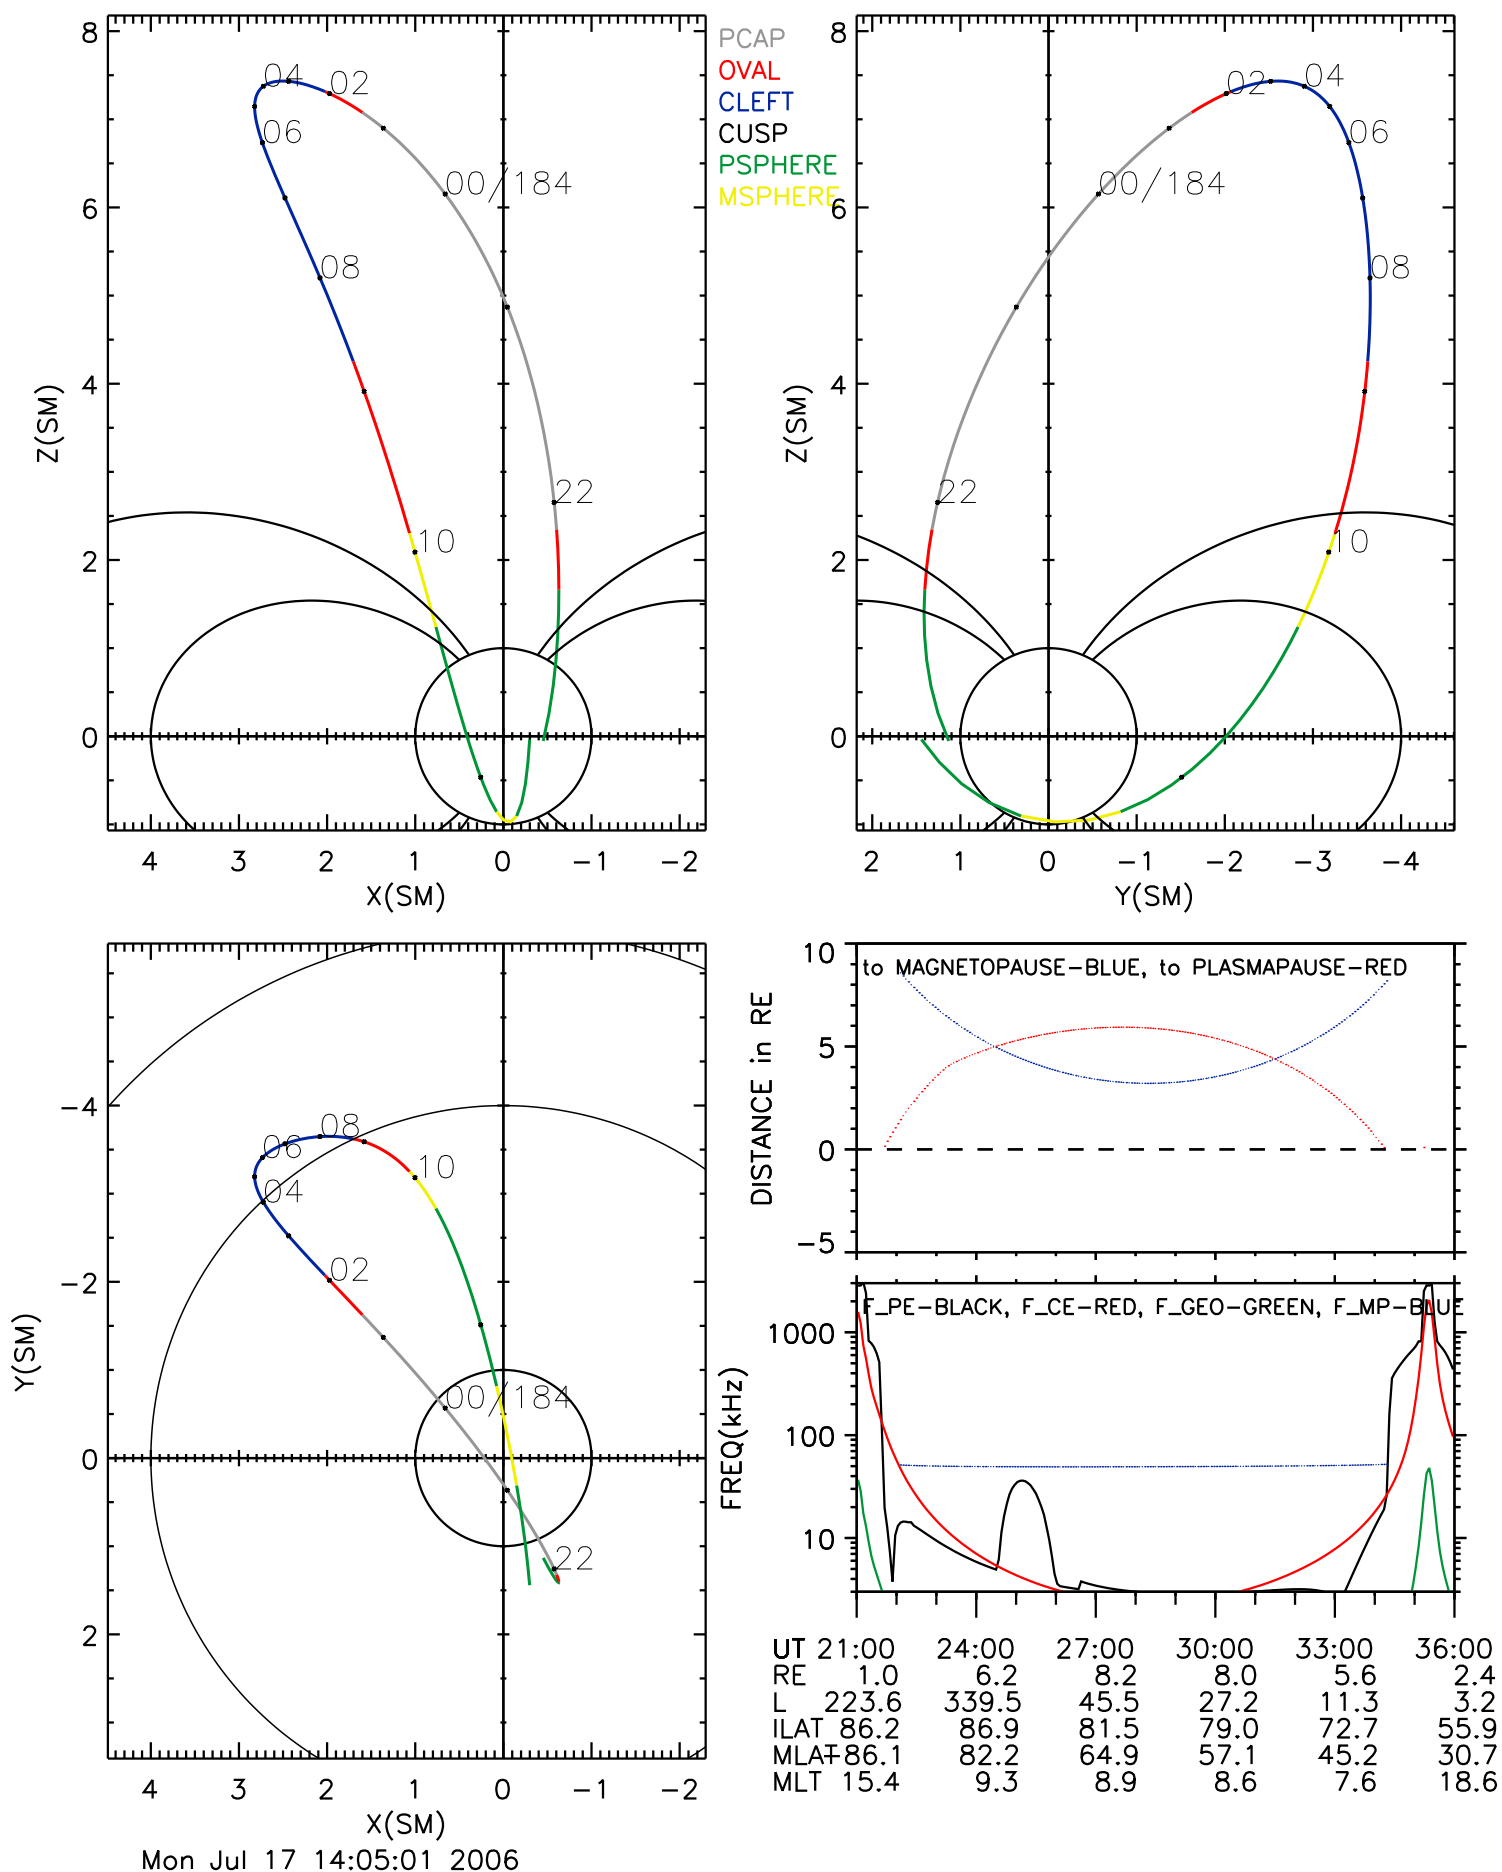 PCAP
OVAL
CLEFT
CUSP
PSPHERE
MSPHERE
8
6
4
2
0
Z(SM)
04
02
06
00/184
08
22
10
4 3 2 1 0 -1 -2
X(SM)
8
6
4
2
0
Z(SM)
02
04
06
00/184
08
22
10
2 1 0 -1 -2 -3 -4
Y(SM)
-4
-2
0
2
Y(SM)
08
06
10
04
02
00/184
22
4 3 2 1 0 -1 -2
X(SM)
10
5
0
-5
DISTANCE in RE
to MAGNETOPAUSE-BLUE, to PLASMAPAUSE-RED
1000
100
10
FREQ(kHz)
F_PE-BLACK, F_CE-RED, F_GEO-GREEN, F_MP-BLUE
UT 21:00 24:00 27:00 30:00 33:00 36:00
RE 1.0 6.2 8.2 8.0 5.6 2.4
L 223.6 339.5 45.5 27.2 11.3 3.2
ILAT 86.2 86.9 81.5 79.0 72.7 55.9
MLAT-86.1 82.2 64.9 57.1 45.2 30.7
MLT 15.4 9.3 8.9 8.6 7.6 18.6
Mon Jul 17 14:05:01 2006